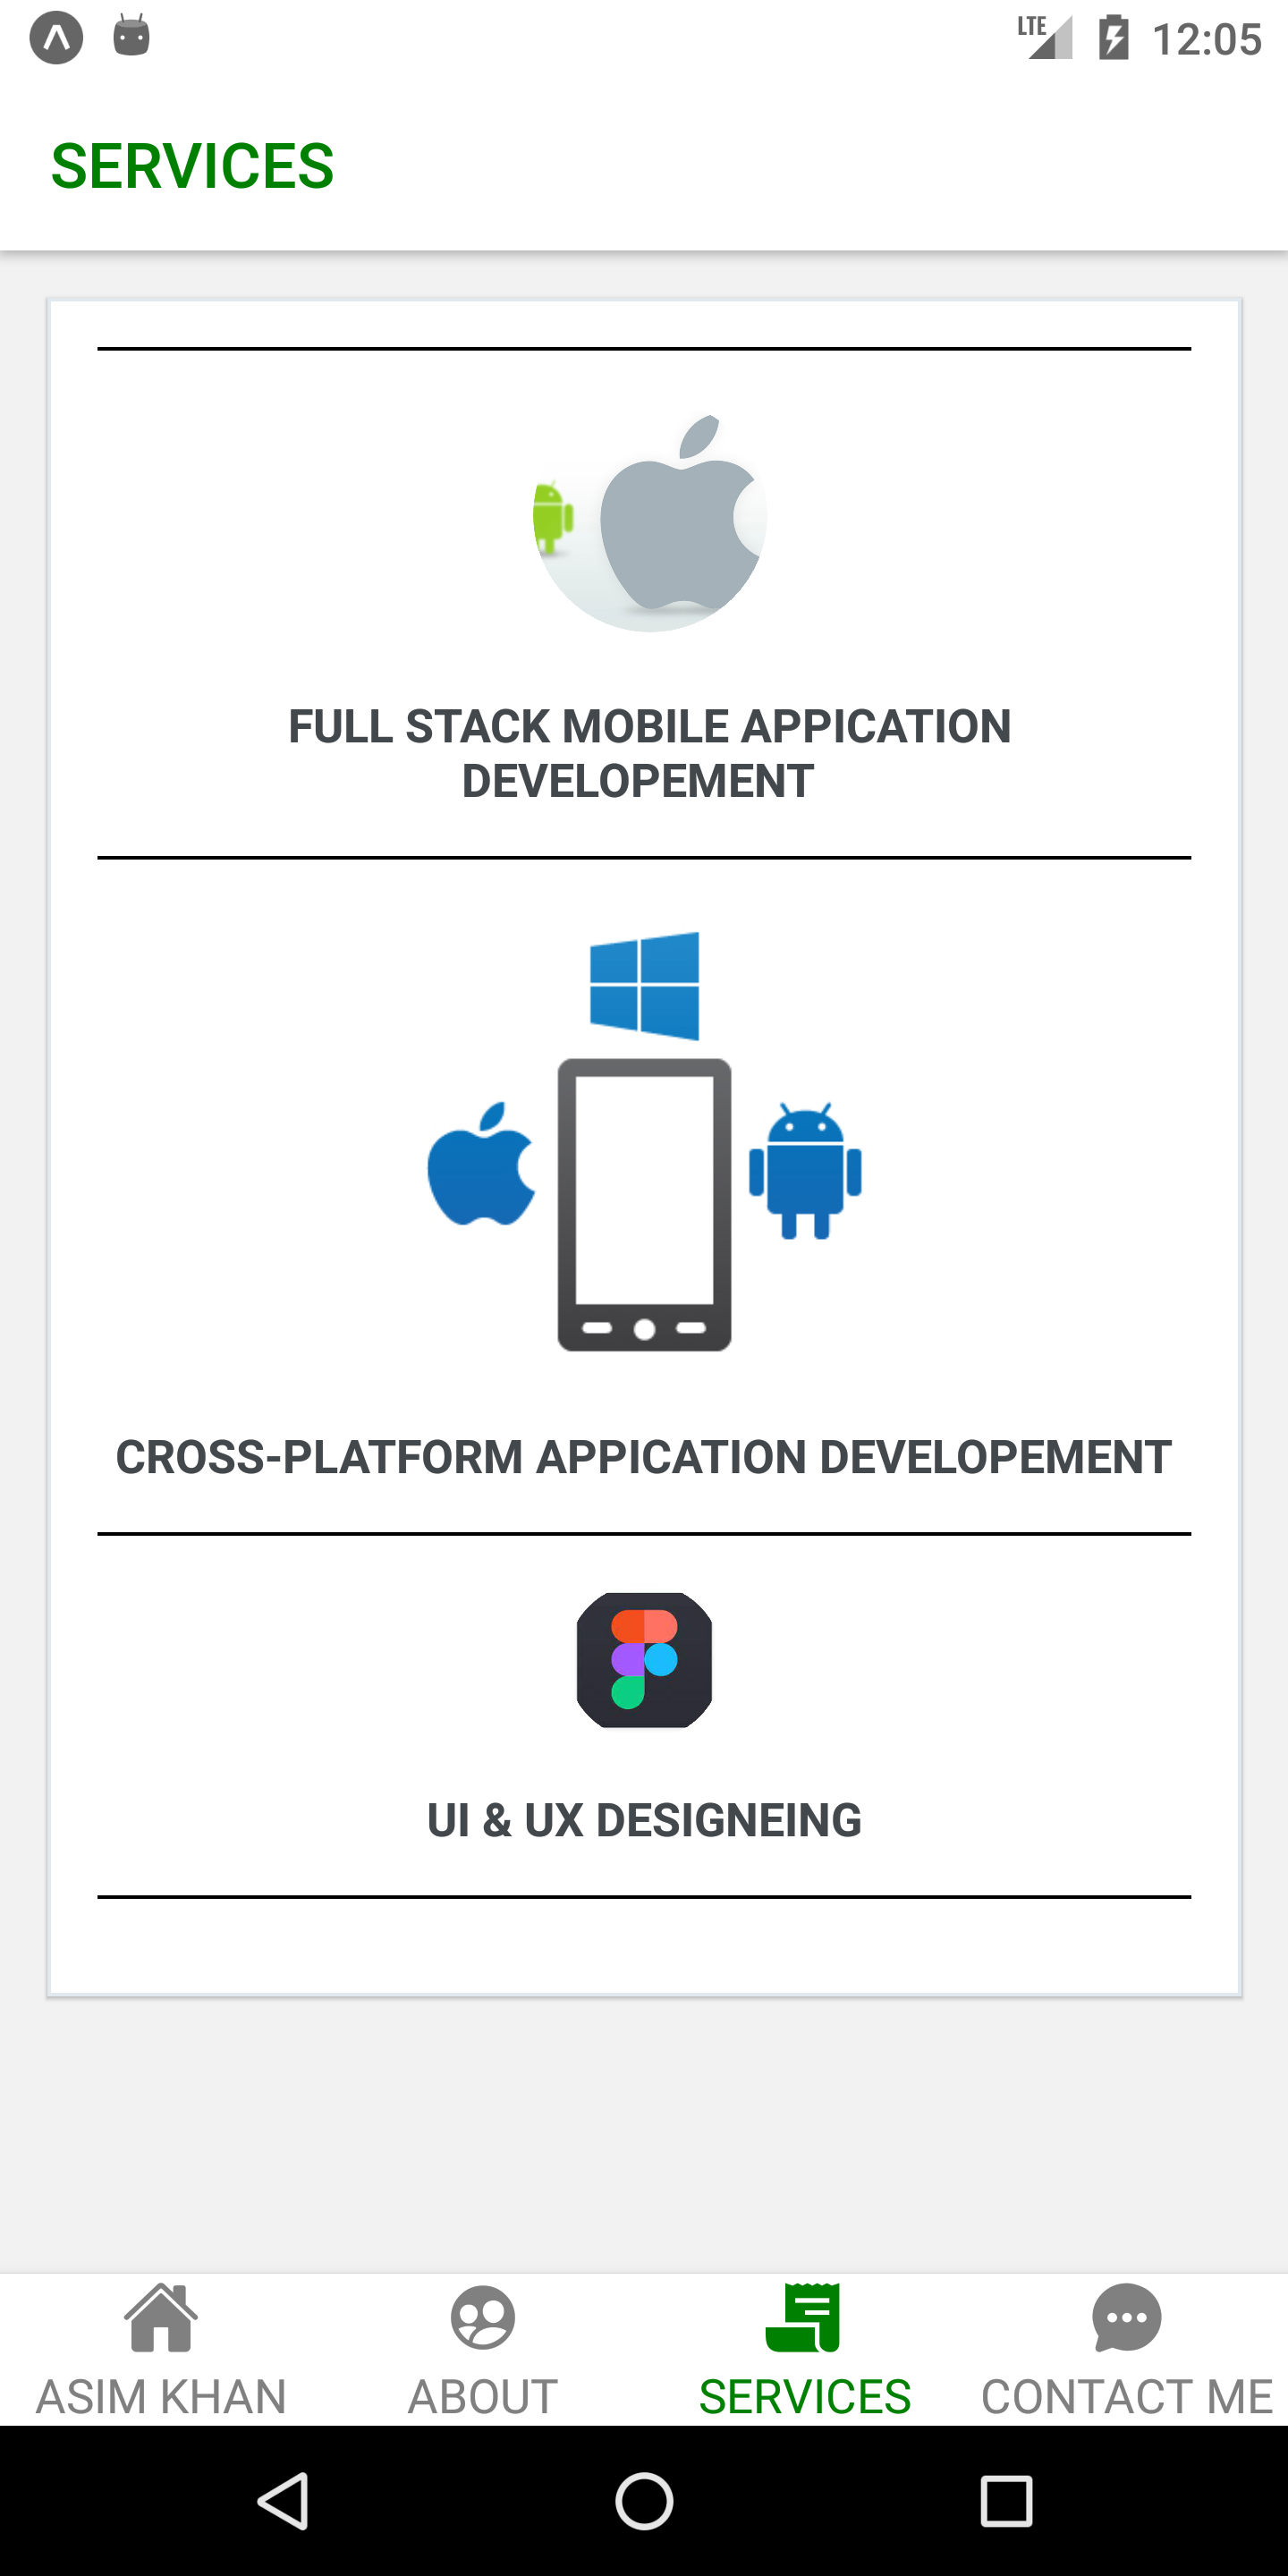 LTE 12:05
SERVICES
FULL STACK MOBILE APPICATION
DEVELOPEMENT
CROSS-PLATFORM APPICATION DEVELOPEMENT
UI & UX DESIGNEING
ASIM KHAN ABOUT SERVICES CONTACT ME